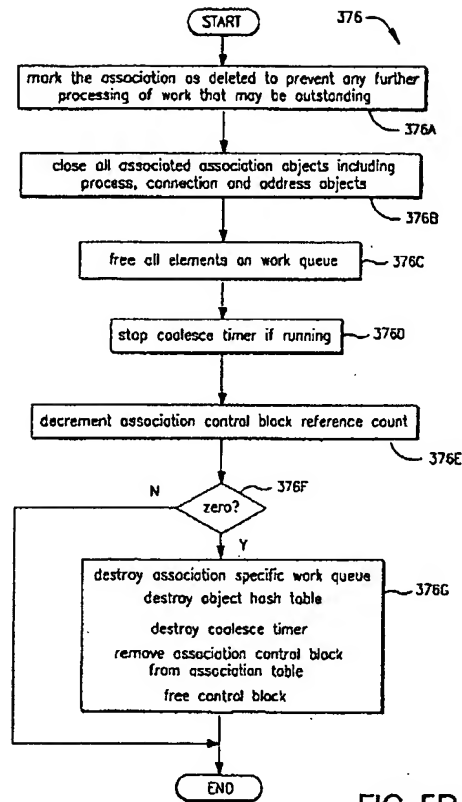 START
376
mark the association as deleted to prevent any further
processing of work that may be outstanding
376A
close all associated association objects including
process, connection and address objects
376B
free all elements on work queue
376C
stop coalesce timer if running
376D
decrement association control block reference count
376E
376F
N
zero?
Y
destroy association specific work queue
destroy object hash table
376G
destroy coalesce timer
remove association control block
from association table
free control block
END